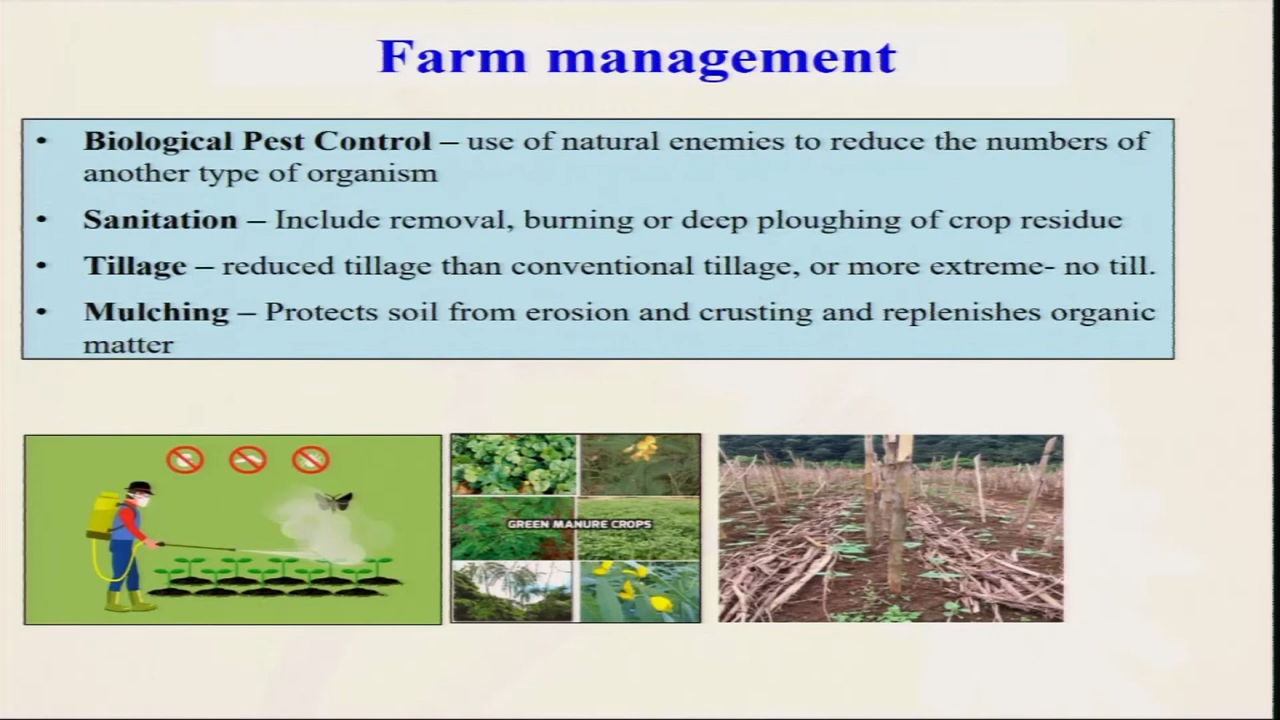 Farm management
• Biological Pest Control – use of natural enemies to reduce the numbers of
another type of organism
• Sanitation – Include removal, burning or deep ploughing of crop residue
• Tillage – reduced tillage than conventional tillage, or more extreme- no till.
• Mulching – Protects soil from erosion and crusting and replenishes organic
matter
GREEN MANURE CROPS